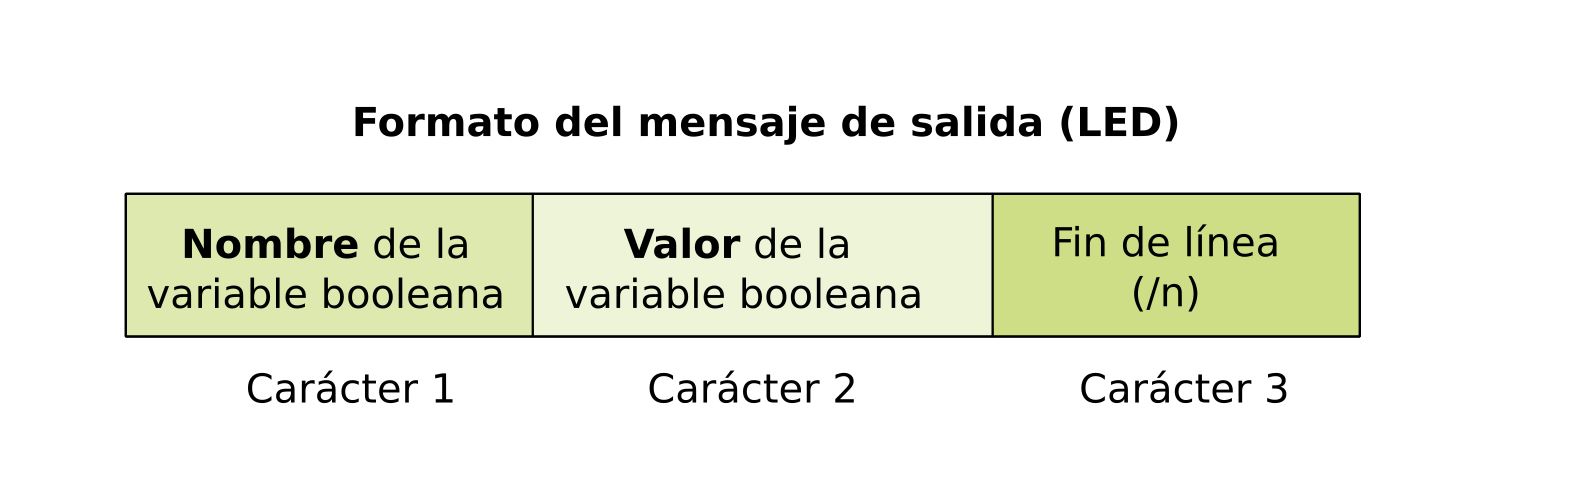 Formato del mensaje de salida (LED)
Nombre de la
variable booleana
Valor de la
variable booleana
Fin de línea
(/n)
Carácter 1
Carácter 2
Carácter 3